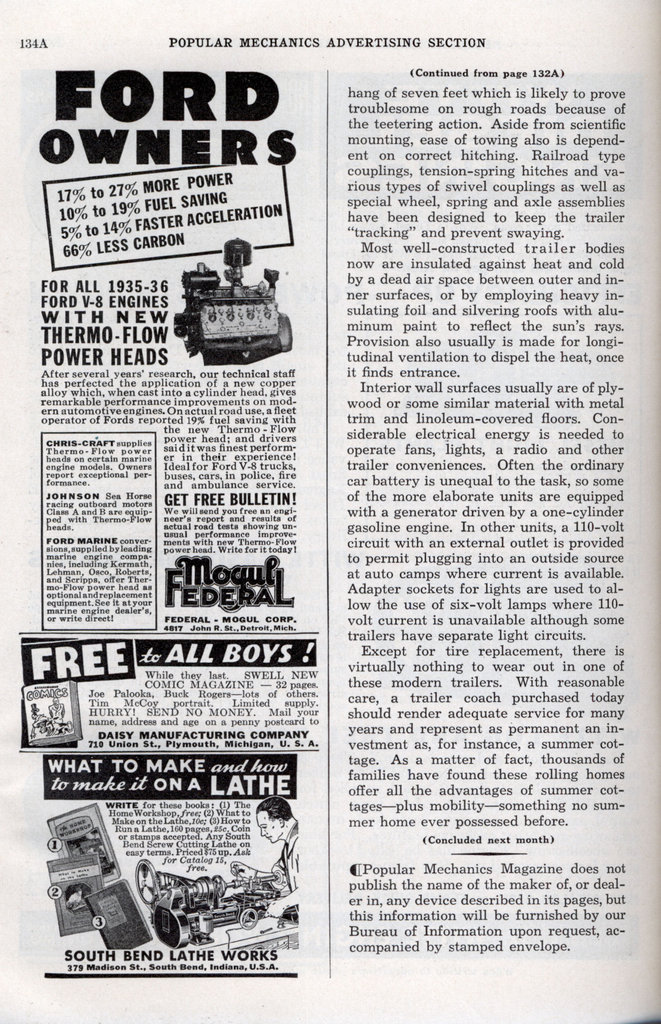 134A
POPULAR MECHANICS ADVERTISING SECTION
FORD
OWNERS
17% to 27% MORE POWER
10% to 19% FUEL SAVING
5% to 14% FASTER ACCELERATION
66% LESS CARBON
FOR ALL 1935-36
FORD V-8 ENGINES
WITH NEW
THERMO-FLOW
POWER HEADS
After several years' research, our technical staff
has perfected the application of a new copper
alloy which, when cast into a cylinder head, gives
remarkable performance improvements on mod-
ern automotive engines. On actual road use, a fleet
operator of Fords reported 19% fuel saving with
the new Thermo-Flow
power head; and drivers
said it was finest perform-
er in their experience!
Ideal for Ford V-8 trucks,
buses, cars, in police, fire
and ambulance service.
CHRIS-CRAFT supplies
Thermo-Flow power
heads on certain marine
engine models. Owners
report exceptional per-
formance.
JOHNSON Sea Horse
racing outboard motors
Class A and B are equip-
ped with Thermo-Flow
heads.
FORD MARINE conver-
sions, supplied by leading
marine engine compa-
nies, including Kermath,
Lehman, Osco, Roberts,
and Scripps, offer Ther-
mo-Flow power head as
optional and replacement
equipment. See it at your
marine engine dealer's,
or write direct!
GET FREE BULLETIN!
We will send you free an engi-
neer's report and results of
actual road tests showing un-
usual performance improve-
ments with new Thermo-Flow
power head. Write for it today!
Mogul
FEDERAL
FEDERAL - MOGUL CORP.
4817 John R. St., Detroit, Mich.
FREE to ALL BOYS!
COMICS
While they last. SWELL NEW
COMIC MAGAZINE — 32 pages.
Joe Palooka, Buck Rogers—lots of others.
Tim McCoy portrait. Limited supply.
HURRY! SEND NO MONEY. Mail your
name, address and age on a penny postcard to
DAISY MANUFACTURING COMPANY
710 Union St., Plymouth, Michigan, U. S. A.
WHAT TO MAKE and how
to make it ON A LATHE
WRITE for these books: (1) The
Home Workshop, free; (2) What to
Make on the Lathe, 10c; (3) How to
Run a Lathe, 160 pages, 25c. Coin
or stamps accepted. Any South
Bend Screw Cutting Lathe on
easy terms. Priced $75 up. Ask
for Catalog 15,
free.
1
2
3
SOUTH BEND LATHE WORKS
379 Madison St., South Bend, Indiana, U.S.A.
(Continued from page 132A)
hang of seven feet which is likely to prove
troublesome on rough roads because of
the teetering action. Aside from scientific
mounting, ease of towing also is depend-
ent on correct hitching. Railroad type
couplings, tension-spring hitches and va-
rious types of swivel couplings as well as
special wheel, spring and axle assemblies
have been designed to keep the trailer
"tracking" and prevent swaying.
Most well-constructed trailer bodies
now are insulated against heat and cold
by a dead air space between outer and in-
ner surfaces, or by employing heavy in-
sulating foil and silvering roofs with alu-
minum paint to reflect the sun's rays.
Provision also usually is made for longi-
tudinal ventilation to dispel the heat, once
it finds entrance.
Interior wall surfaces usually are of ply-
wood or some similar material with metal
trim and linoleum-covered floors. Con-
siderable electrical energy is needed to
operate fans, lights, a radio and other
trailer conveniences. Often the ordinary
car battery is unequal to the task, so some
of the more elaborate units are equipped
with a generator driven by a one-cylinder
gasoline engine. In other units, a 110-volt
circuit with an external outlet is provided
to permit plugging into an outside source
at auto camps where current is available.
Adapter sockets for lights are used to al-
low the use of six-volt lamps where 110-
volt current is unavailable although some
trailers have separate light circuits.
Except for tire replacement, there is
virtually nothing to wear out in one of
these modern trailers. With reasonable
care, a trailer coach purchased today
should render adequate service for many
years and represent as permanent an in-
vestment as, for instance, a summer cot-
tage. As a matter of fact, thousands of
families have found these rolling homes
offer all the advantages of summer cot-
tages—plus mobility—something no sum-
mer home ever possessed before.
(Concluded next month)
¶Popular Mechanics Magazine does not
publish the name of the maker of, or deal-
er in, any device described in its pages, but
this information will be furnished by our
Bureau of Information upon request, ac-
companied by stamped envelope.